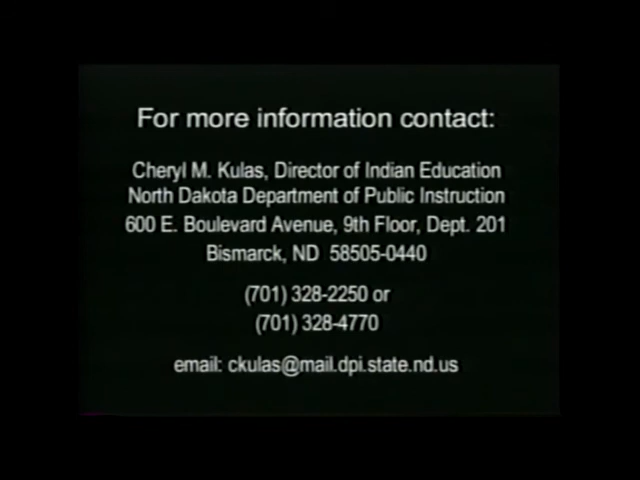 For more information contact:
Cheryl M. Kulas, Director of Indian Education
North Dakota Department of Public Instruction
600 E. Boulevard Avenue, 9th Floor, Dept. 201
Bismarck, ND  58505-0440
(701) 328-2250 or
(701) 328-4770
email: ckulas@mail.dpi.state.nd.us